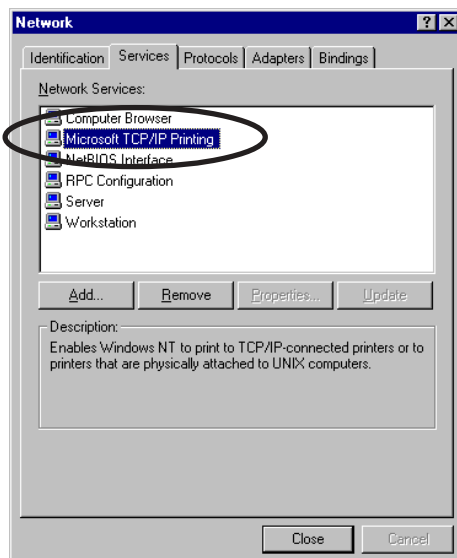 Network
Identification Services Protocols Adapters Bindings
Network Services:
Computer Browser
Microsoft TCP/IP Printing
NetBIOS Interface
RPC Configuration
Server
Workstation
Add... Remove Properties... Update
Description:
Enables Windows NT to print to TCP/IP-connected printers or to
printers that are physically attached to UNIX computers.
Close Cancel